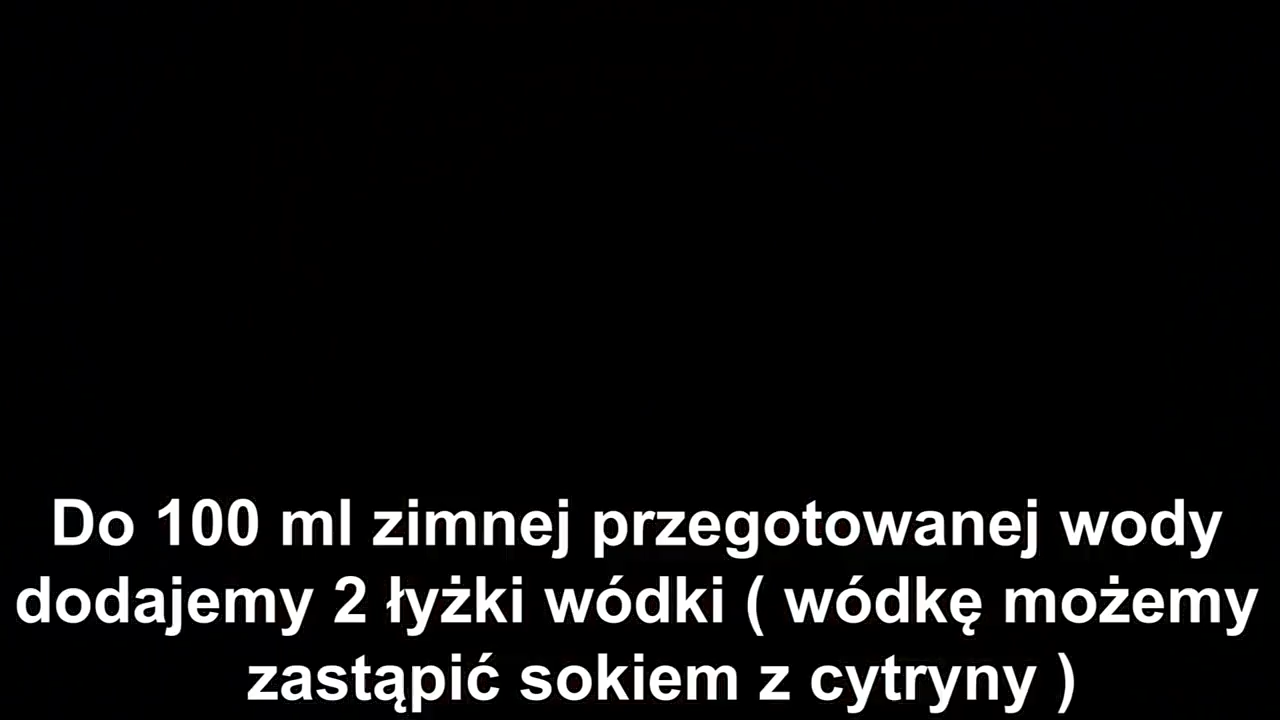 Do 100 ml zimnej przegotowanej wody
dodajemy 2 łyżki wódki ( wódkę możemy
zastąpić sokiem z cytryny )